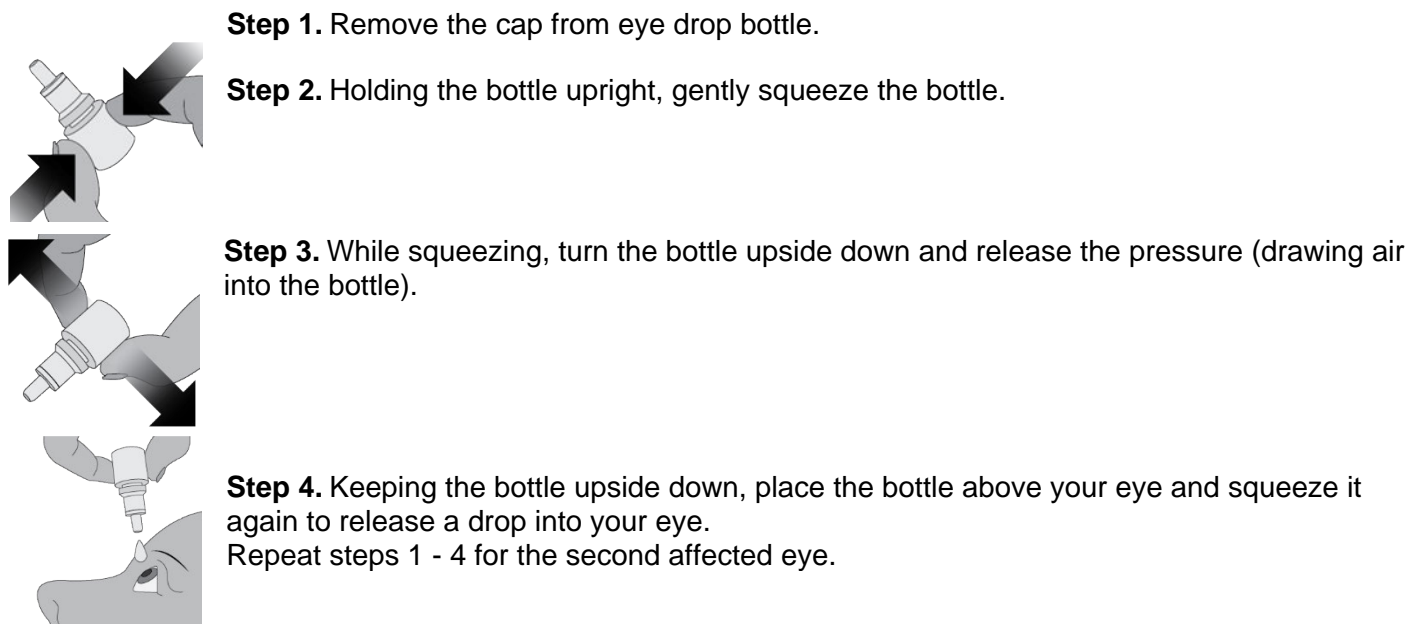 Step 1. Remove the cap from eye drop bottle.
Step 2. Holding the bottle upright, gently squeeze the bottle.
Step 3. While squeezing, turn the bottle upside down and release the pressure (drawing air
into the bottle).
Step 4. Keeping the bottle upside down, place the bottle above your eye and squeeze it
again to release a drop into your eye.
Repeat steps 1 - 4 for the second affected eye.